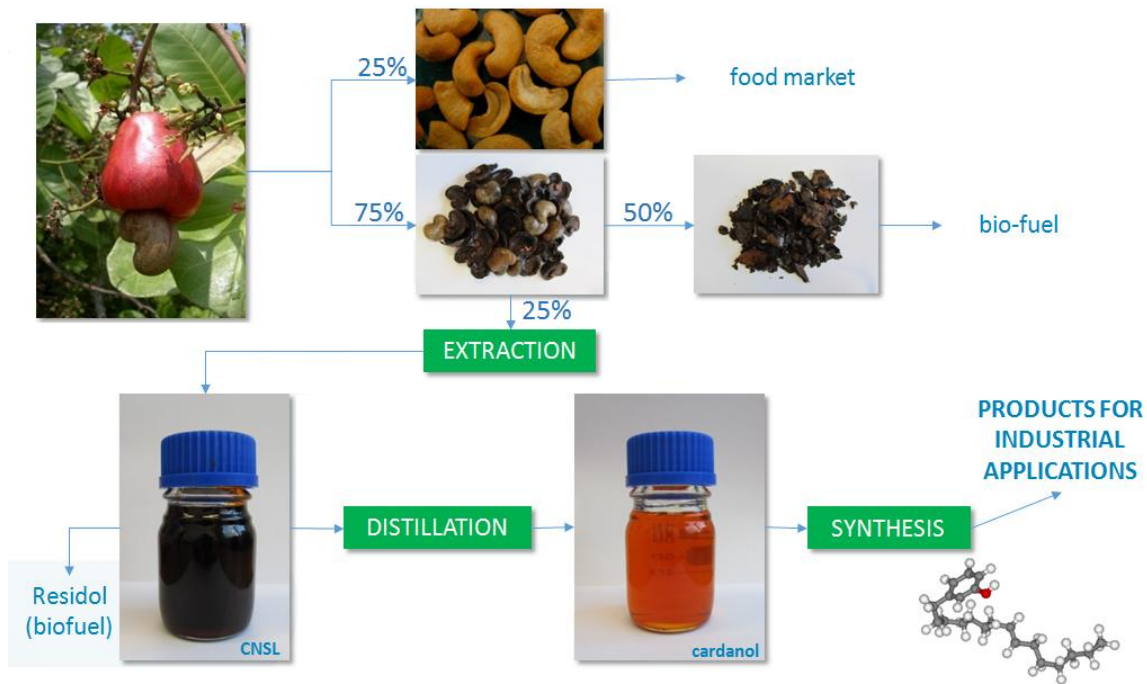 25%
food market
75%
50%
bio-fuel
25%
EXTRACTION
PRODUCTS FOR
INDUSTRIAL
APPLICATIONS
DISTILLATION
SYNTHESIS
Residol
(biofuel)
CNSL
cardanol